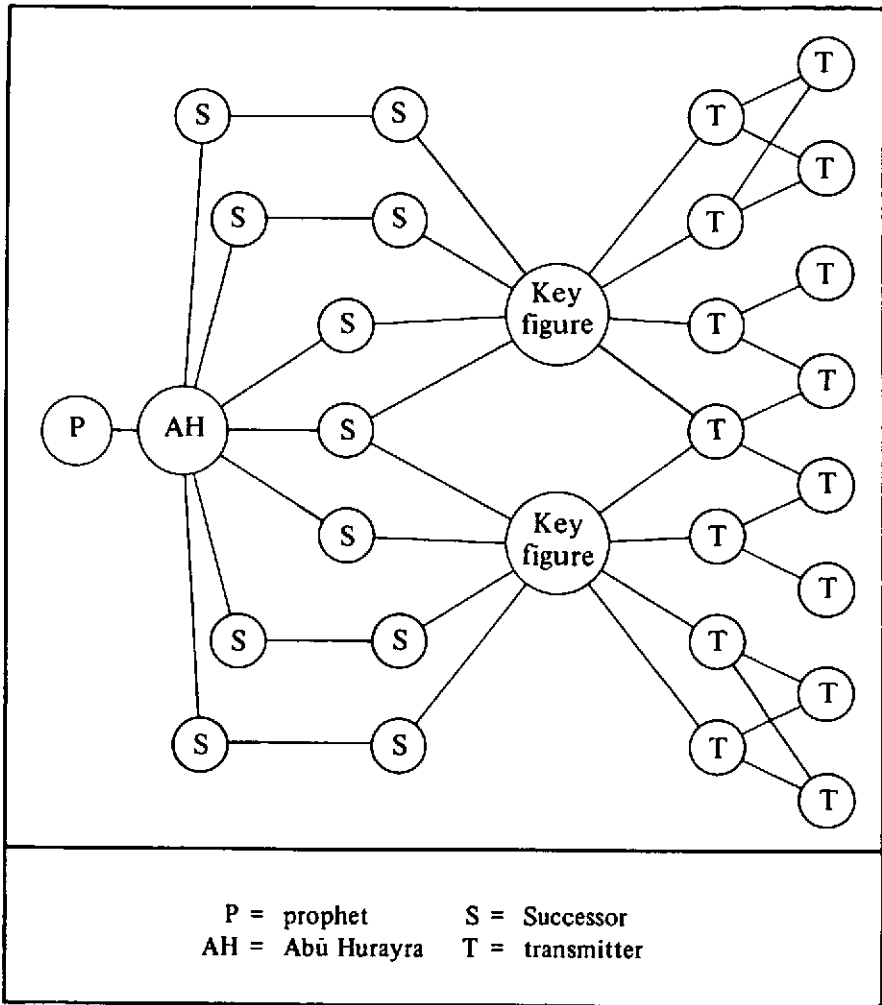 T
S S T
T
S S T
T
Key
figure
S T
T
P AH S T
T
Key
figure
S T
T
S S T
T
S S T
T
P = prophet S = Successor
AH = Abū Hurayra T = transmitter